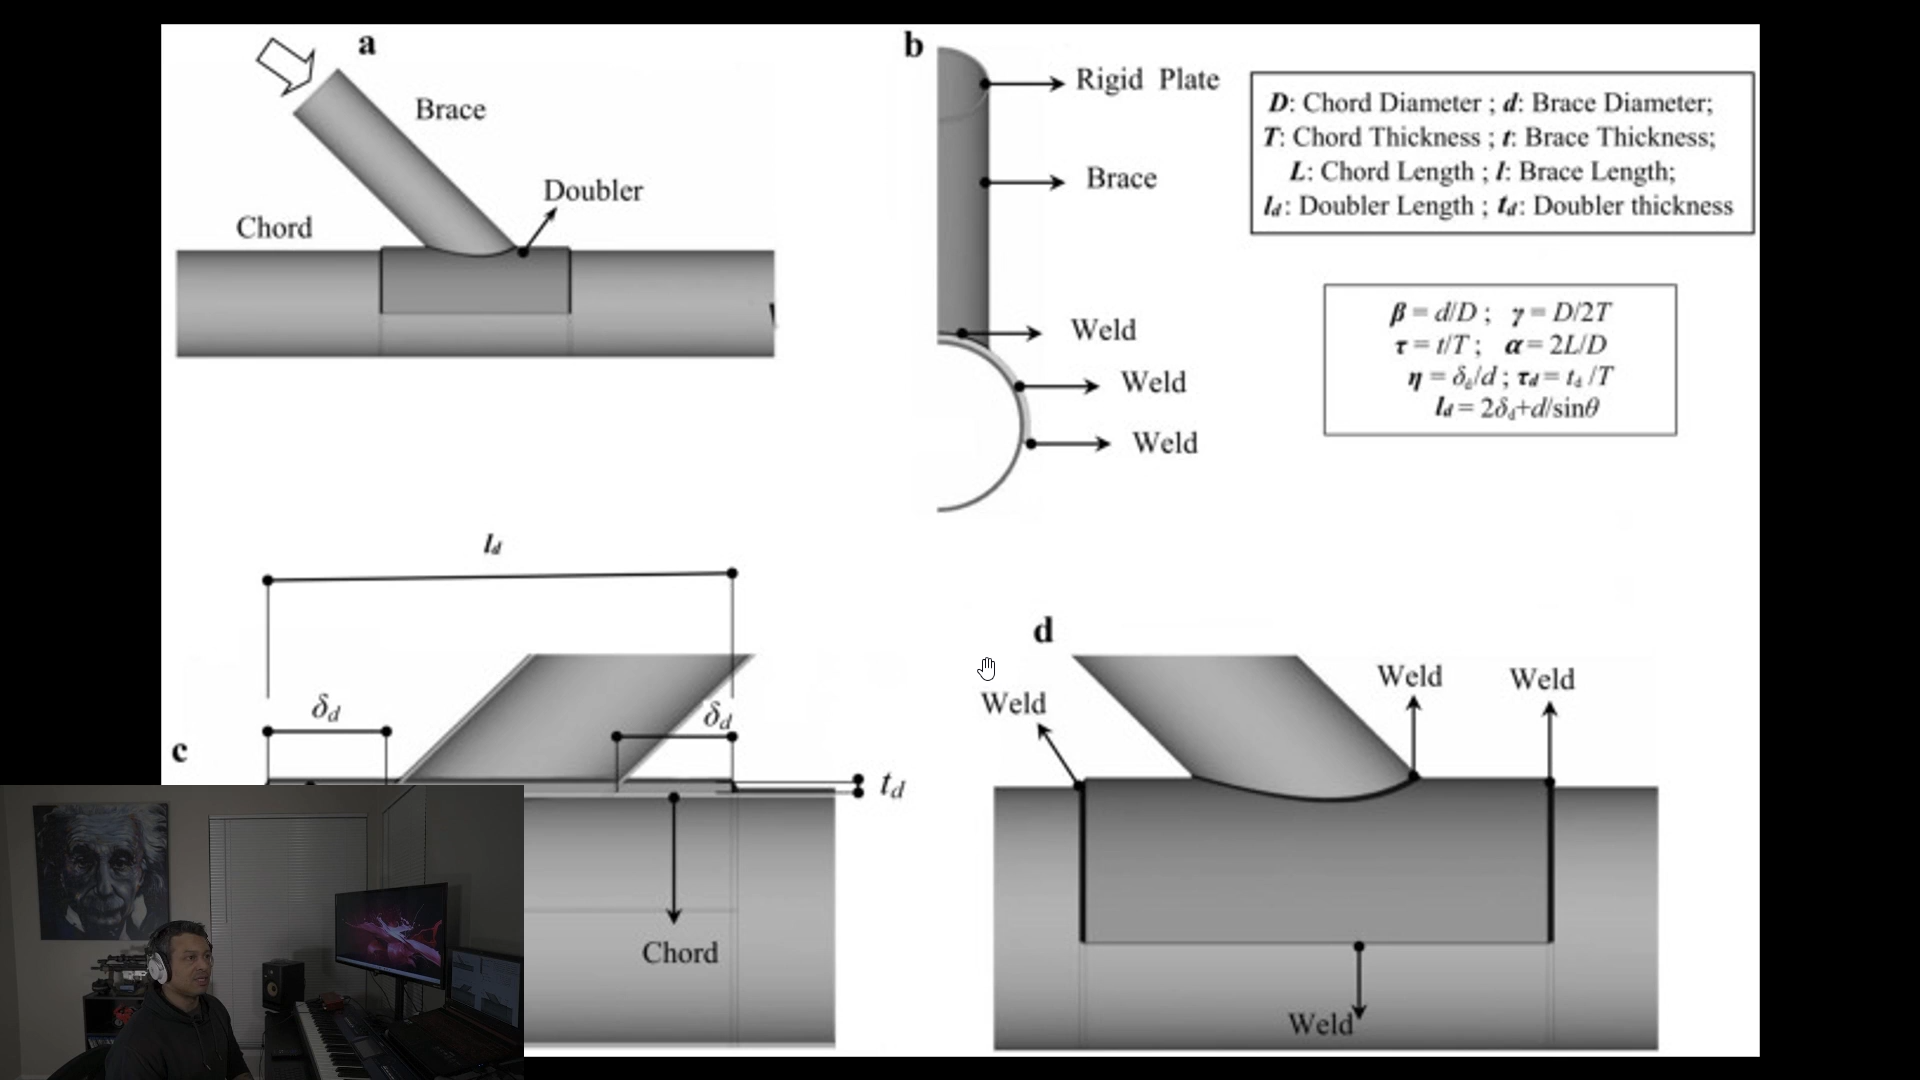 a
Brace
Doubler
Chord
b
Rigid Plate
Brace
Weld
Weld
Weld
D: Chord Diameter ; d: Brace Diameter;
T: Chord Thickness ; t: Brace Thickness;
L: Chord Length ; l: Brace Length;
ld: Doubler Length ; td: Doubler thickness
β = d/D ; γ = D/2T
τ = t/T ; α = 2L/D
η = δd/d ; τd = td /T
ld = 2δd+d/sinθ
ld
δd
δd
c
td
Chord
d
Weld
Weld
Weld
Weld